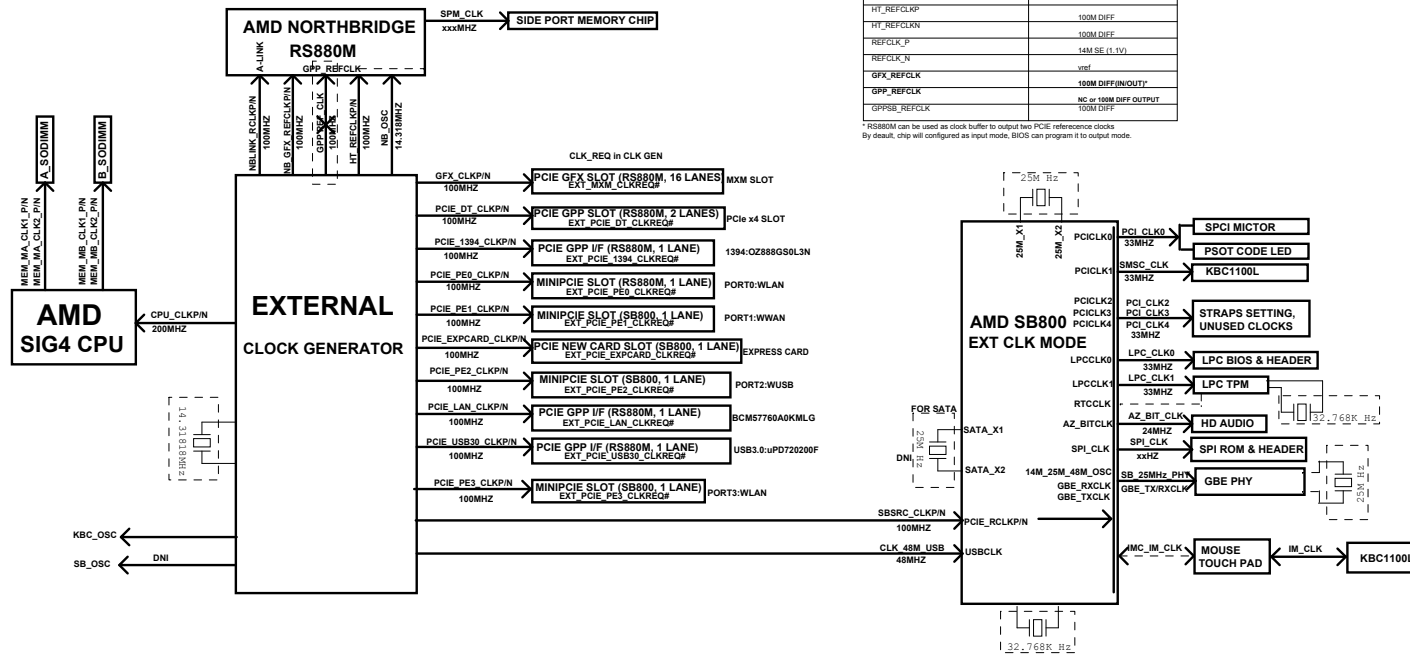 AMD NORTHBRIDGE
RS880M
A-LINK
GPP_REFCLK
SPM_CLK
xxxMHZ
SIDE PORT MEMORY CHIP
HT_REFCLKP
100M DIFF
HT_REFCLKN
100M DIFF
REFCLK_P
14M SE (1.1V)
REFCLK_N
vref
GFX_REFCLK
100M DIFF(IN/OUT)*
GPP_REFCLK
NC or 100M DIFF OUTPUT
GPPSB_REFCLK
100M DIFF
* RS880M can be used as clock buffer to output two PCIE referecence clocks
By deault, chip will configured as input mode, BIOS can program it to output mode.
NBLINK_RCLKP/N
100MHZ
NB_GFX_REFCLKP/N
100MHZ
100MHZ
HT_REFCLKP/N
100MHZ
NB_OSC
14.318MHZ
A_SODIMM
B_SODIMM
MEM_MA_CLK1_P/N
MEM_MA_CLK2_P/N
MEM_MB_CLK1_P/N
MEM_MB_CLK2_P/N
AMD
SIG4 CPU
CPU_CLKP/N
200MHZ
EXTERNAL
CLOCK GENERATOR
14.31818MHz
KBC_OSC
SB_OSC
DNI
CLK_REQ in CLK GEN
GFX_CLKP/N
100MHZ
PCIE GFX SLOT (RS880M, 16 LANES)
EXT_MXM_CLKREQ#
MXM SLOT
PCIE_DT_CLKP/N
100MHZ
PCIE GPP SLOT (RS880M, 2 LANES)
EXT_PCIE_DT_CLKREQ#
PCIe x4 SLOT
PCIE_1394_CLKP/N
100MHZ
PCIE GPP I/F (RS880M, 1 LANE)
EXT_PCIE_1394_CLKREQ#
1394:OZ888GS0L3N
PCIE_PE0_CLKP/N
100MHZ
MINIPCIE SLOT (RS880M, 1 LANE)
EXT_PCIE_PE0_CLKREQ#
PORT0:WLAN
PCIE_PE1_CLKP/N
100MHZ
MINIPCIE SLOT (SB800, 1 LANE)
EXT_PCIE_PE1_CLKREQ#
PORT1:WWAN
PCIE_EXPCARD_CLKP/N
100MHZ
PCIE NEW CARD SLOT (SB800, 1 LANE)
EXT_PCIE_EXPCARD_CLKREQ#
EXPRESS CARD
PCIE_PE2_CLKP/N
100MHZ
MINIPCIE SLOT (SB800, 1 LANE)
EXT_PCIE_PE2_CLKREQ#
PORT2:WUSB
PCIE_LAN_CLKP/N
100MHZ
PCIE GPP I/F (RS880M, 1 LANE)
EXT_PCIE_LAN_CLKREQ#
BCM57760A0KMLG
PCIE_USB30_CLKP/N
100MHZ
PCIE GPP I/F (RS880M, 1 LANE)
EXT_PCIE_USB30_CLKREQ#
USB3.0:uPD720200F
PCIE_PE3_CLKP/N
100MHZ
MINIPCIE SLOT (SB800, 1 LANE)
EXT_PCIE_PE3_CLKREQ#
PORT3:WLAN
SBSRC_CLKP/N
100MHZ
PCIE_RCLKP/N
CLK_48M_USB
48MHZ
USBCLK
25M Hz
25M_X1
25M_X2
AMD SB800
EXT CLK MODE
FOR SATA
25M Hz
DNI
SATA_X1
SATA_X2
PCICLK0
PCI_CLK0
33MHZ
SPCI MICTOR
PSOT CODE LED
PCICLK1
SMSC_CLK
33MHZ
KBC1100L
PCICLK2
PCICLK3
PCICLK4
PCI_CLK2
PCI_CLK3
PCI_CLK4
33MHZ
STRAPS SETTING,
UNUSED CLOCKS
LPCCLK0
LPC_CLK0
33MHZ
LPC BIOS & HEADER
LPCCLK1
LPC_CLK1
33MHZ
LPC TPM
RTCCLK
32.768K Hz
AZ_BITCLK
AZ_BIT_CLK
24MHZ
HD AUDIO
SPI_CLK
SPI_CLK
xxHZ
SPI ROM & HEADER
14M_25M_48M_OSC
GBE_RXCLK
GBE_TXCLK
SB_25MHz_PHY
GBE_TX/RXCLK
GBE PHY
25M Hz
IMC_IM_CLK
MOUSE
TOUCH PAD
IM_CLK
KBC1100L
32.768K Hz